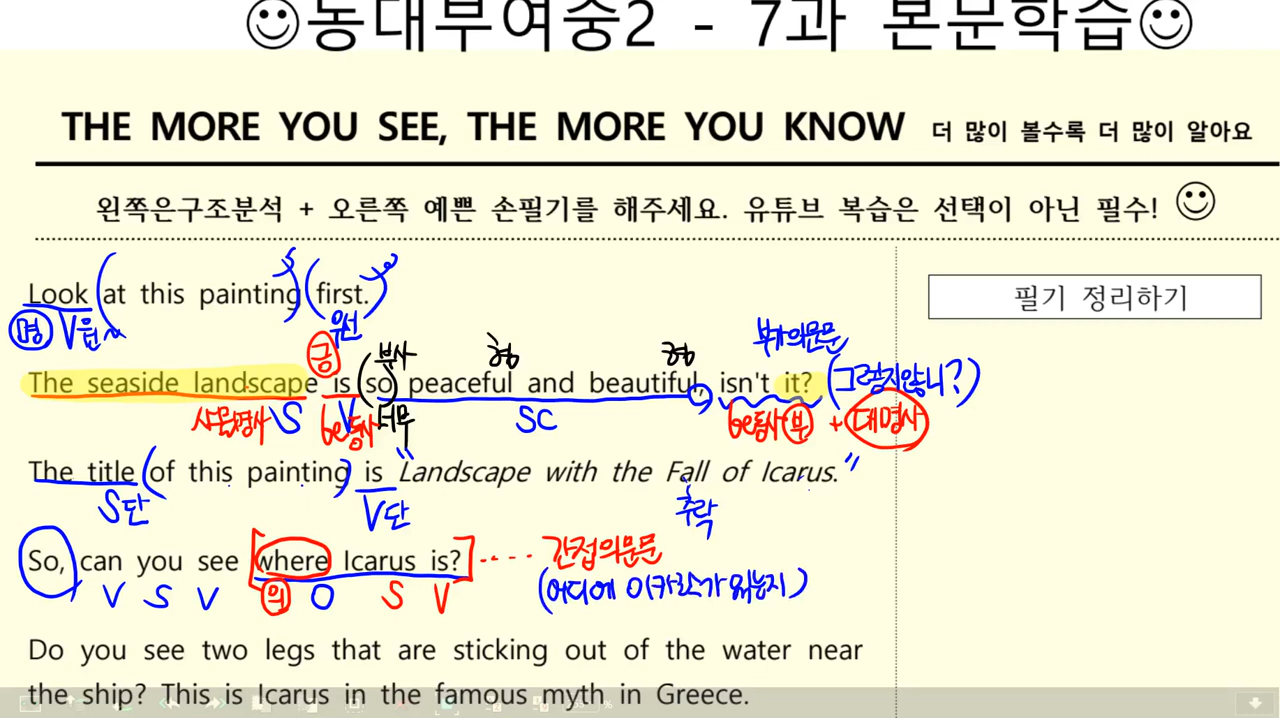 ☺동대부여중2 - 7과 본문학습☺
THE MORE YOU SEE, THE MORE YOU KNOW 더 많이 볼수록 더 많이 알아요
왼쪽은구조분석 + 오른쪽 예쁜 손필기를 해주세요. 유튜브 복습은 선택이 아닌 필수! ☺
Look (at this painting) (first.)
필기 정리하기
명 V원 우선 부가의문문
긍 부사 형 형
The seaside landscape is (so) peaceful and beautiful, isn't it? (그렇지않니?)
사물명사 S be동사 V 너무 SC be동사 부 + 대명사
The title (of this painting) is "Landscape with the Fall of Icarus."
S단 V단 추락
So, can you see [where Icarus is?] ···· 간접의문문
V S V 의 O S V (어디에 이카루스가 있는지)
Do you see two legs that are sticking out of the water near
the ship? This is Icarus in the famous myth in Greece.